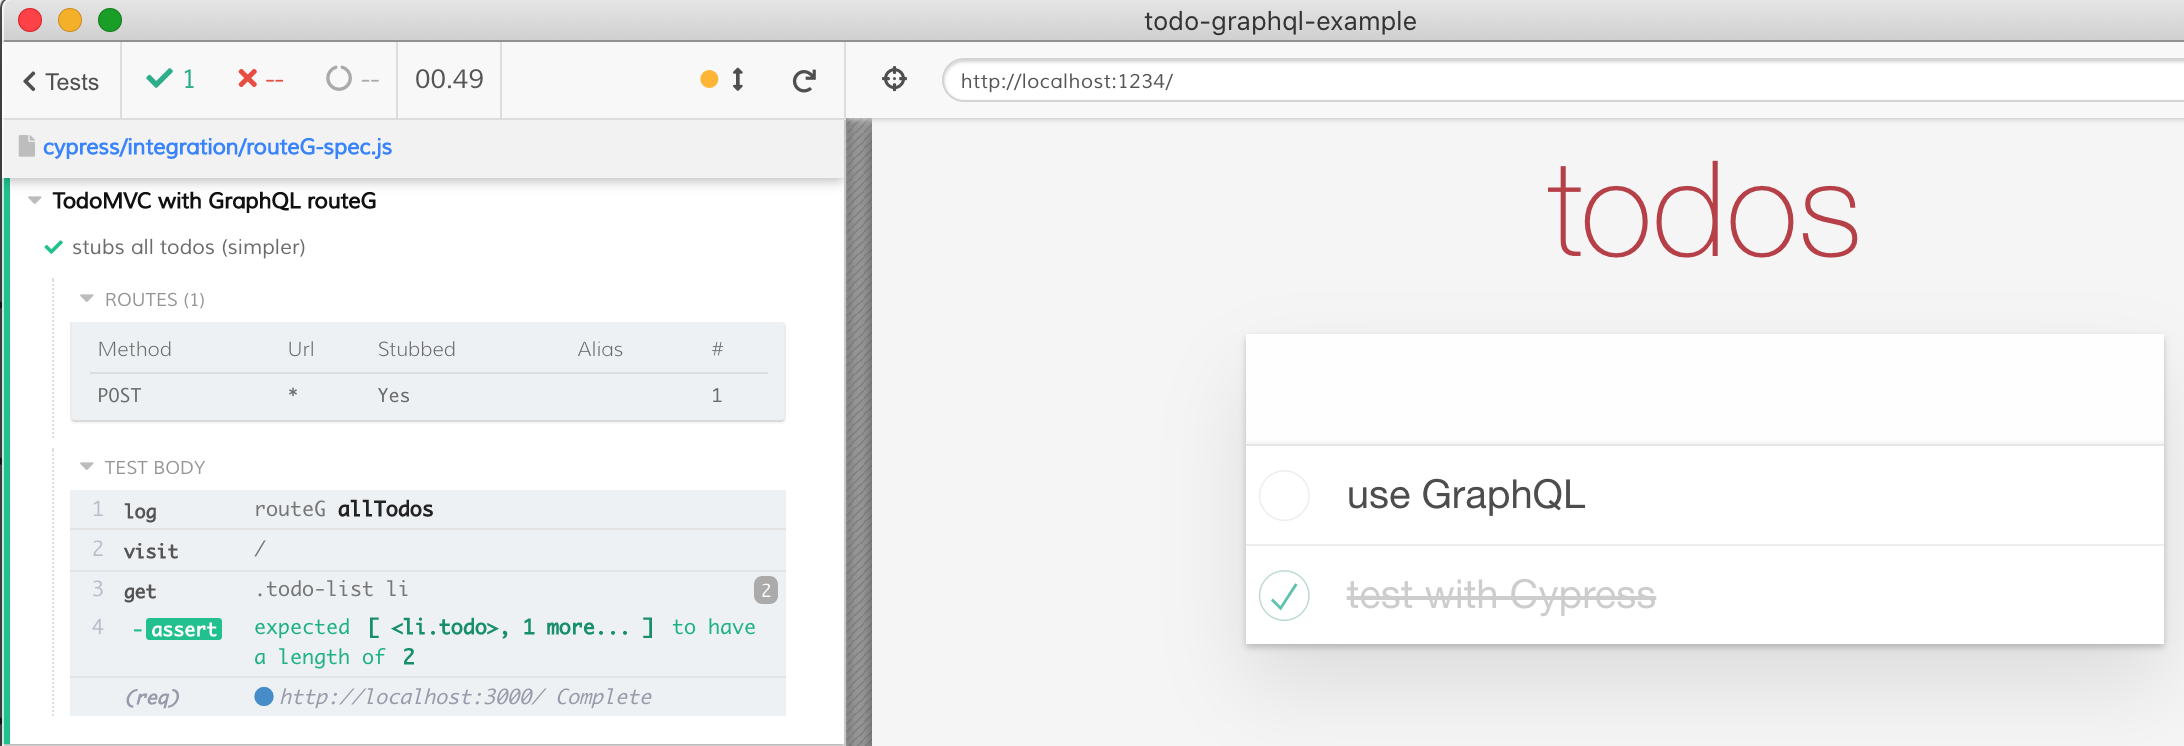 todo-graphql-example
Tests 1 -- -- 00.49 http://localhost:1234/
cypress/integration/routeG-spec.js
TodoMVC with GraphQL routeG
stubs all todos (simpler)
ROUTES (1)
Method Url Stubbed Alias #
POST * Yes 1
TEST BODY
1 log routeG allTodos
2 visit /
3 get .todo-list li 2
4 -assert expected [ <li.todo>, 1 more... ] to have
a length of 2
(req) http://localhost:3000/ Complete
todos
use GraphQL
test with Cypress